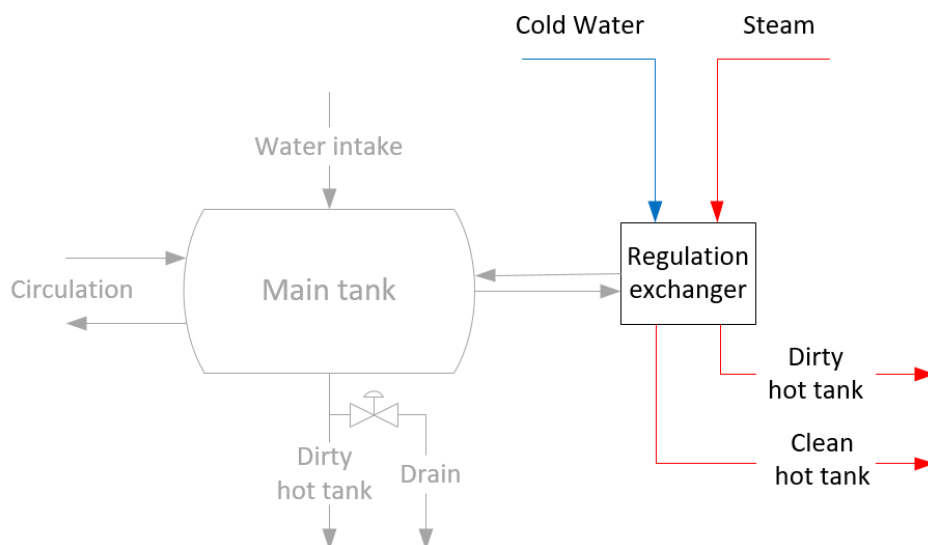 Cold Water
Steam
Water intake
Regulation
exchanger
Main tank
Circulation
Dirty
hot tank
Clean
hot tank
Dirty
hot tank
Drain